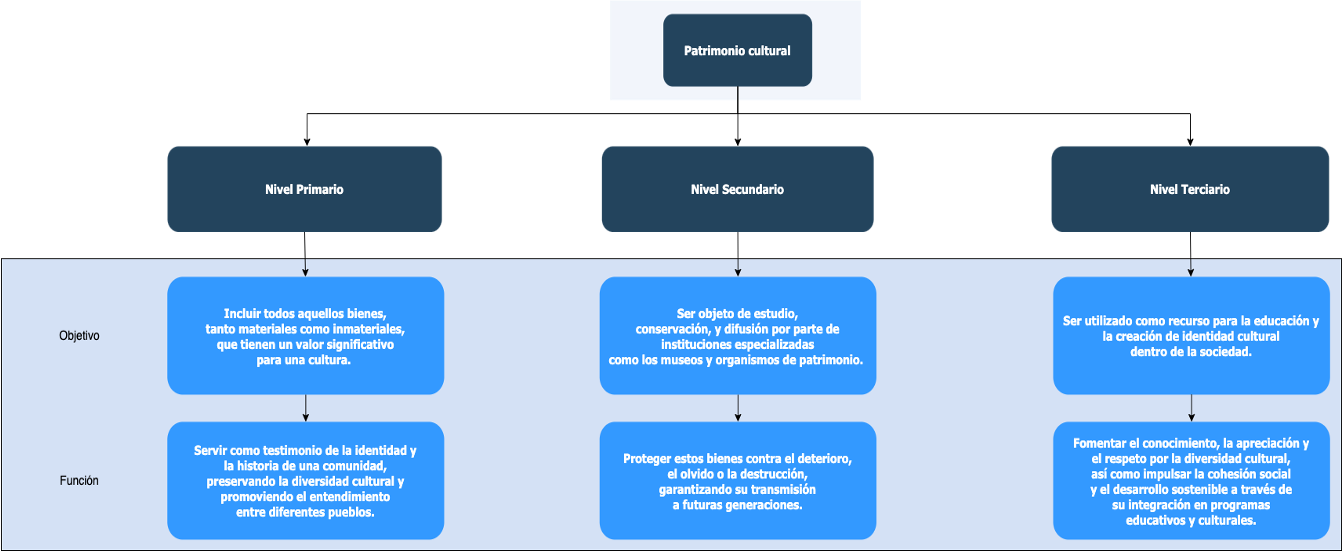 Patrimonio cultural
Nivel Primario
Nivel Secundario
Nivel Terciario
Objetivo
Incluir todos aquellos bienes,
tanto materiales como inmateriales,
que tienen un valor significativo
para una cultura.
Ser objeto de estudio,
conservación, y difusión por parte de
instituciones especializadas
como los museos y organismos de patrimonio.
Ser utilizado como recurso para la educación y
la creación de identidad cultural
dentro de la sociedad.
Función
Servir como testimonio de la identidad y
la historia de una comunidad,
preservando la diversidad cultural y
promoviendo el entendimiento
entre diferentes pueblos.
Proteger estos bienes contra el deterioro,
el olvido o la destrucción,
garantizando su transmisión
a futuras generaciones.
Fomentar el conocimiento, la apreciación y
el respeto por la diversidad cultural,
así como impulsar la cohesión social
y el desarrollo sostenible a través de
su integración en programas
educativos y culturales.